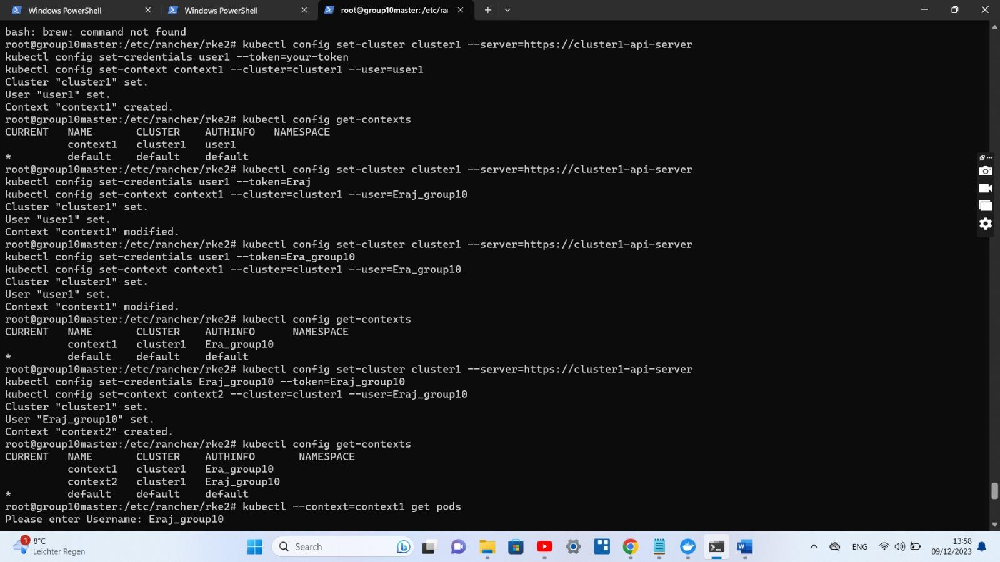 Windows PowerShell
Windows PowerShell
root@group10master: /etc/ra
bash: brew: command not found
root@group10master:/etc/rancher/rke2# kubectl config set-cluster cluster1 --server=https://cluster1-api-server
kubectl config set-credentials user1 --token=your-token
kubectl config set-context context1 --cluster=cluster1 --user=user1
Cluster "cluster1" set.
User "user1" set.
Context "context1" created.
root@group10master:/etc/rancher/rke2# kubectl config get-contexts
CURRENT NAME CLUSTER AUTHINFO NAMESPACE
context1 cluster1 user1
* default default default
root@group10master:/etc/rancher/rke2# kubectl config set-cluster cluster1 --server=https://cluster1-api-server
kubectl config set-credentials user1 --token=Eraj
kubectl config set-context context1 --cluster=cluster1 --user=Eraj_group10
Cluster "cluster1" set.
User "user1" set.
Context "context1" modified.
root@group10master:/etc/rancher/rke2# kubectl config set-cluster cluster1 --server=https://cluster1-api-server
kubectl config set-credentials user1 --token=Era_group10
kubectl config set-context context1 --cluster=cluster1 --user=Era_group10
Cluster "cluster1" set.
User "user1" set.
Context "context1" modified.
root@group10master:/etc/rancher/rke2# kubectl config get-contexts
CURRENT NAME CLUSTER AUTHINFO NAMESPACE
context1 cluster1 Era_group10
* default default default
root@group10master:/etc/rancher/rke2# kubectl config set-cluster cluster1 --server=https://cluster1-api-server
kubectl config set-credentials Eraj_group10 --token=Eraj_group10
kubectl config set-context context2 --cluster=cluster1 --user=Eraj_group10
Cluster "cluster1" set.
User "Eraj_group10" set.
Context "context2" created.
root@group10master:/etc/rancher/rke2# kubectl config get-contexts
CURRENT NAME CLUSTER AUTHINFO NAMESPACE
context1 cluster1 Era_group10
context2 cluster1 Eraj_group10
* default default default
root@group10master:/etc/rancher/rke2# kubectl --context=context1 get pods
Please enter Username: Eraj_group10
1
8°C
Leichter Regen
Search
ENG
13:58
09/12/2023